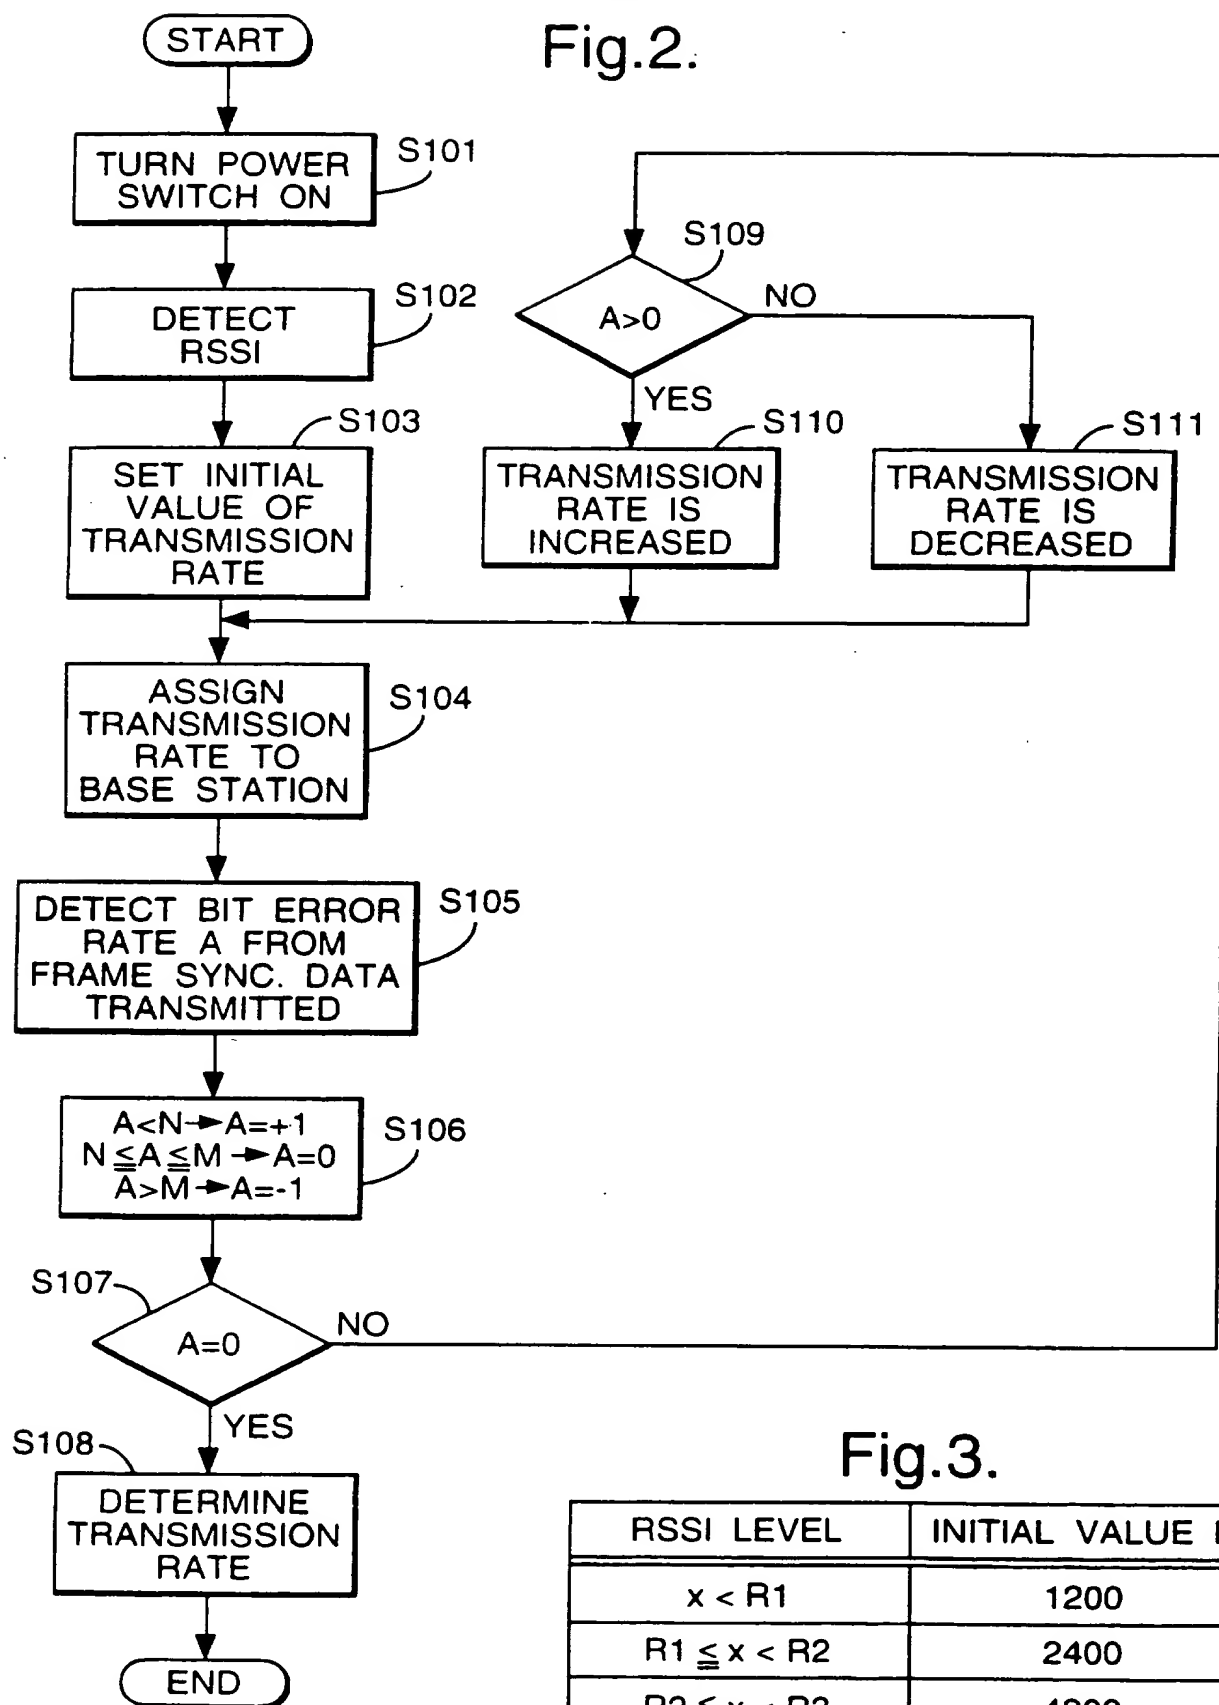 Fig.2.
START
TURN POWER
SWITCH ON
S101
DETECT
RSSI
S102
SET INITIAL
VALUE OF
TRANSMISSION
RATE
S103
ASSIGN
TRANSMISSION
RATE TO
BASE STATION
S104
DETECT BIT ERROR
RATE A FROM
FRAME SYNC. DATA
TRANSMITTED
S105
A<N→A=+1
N≦A≦M→A=0
A>M→A=-1
S106
S107
A=0
NO
YES
S108
DETERMINE
TRANSMISSION
RATE
END
S109
A>0
NO
YES
S110
TRANSMISSION
RATE IS
INCREASED
S111
TRANSMISSION
RATE IS
DECREASED
Fig.3.
RSSI LEVEL INITIAL VALUE
x < R1 1200
R1 ≦ x < R2 2400